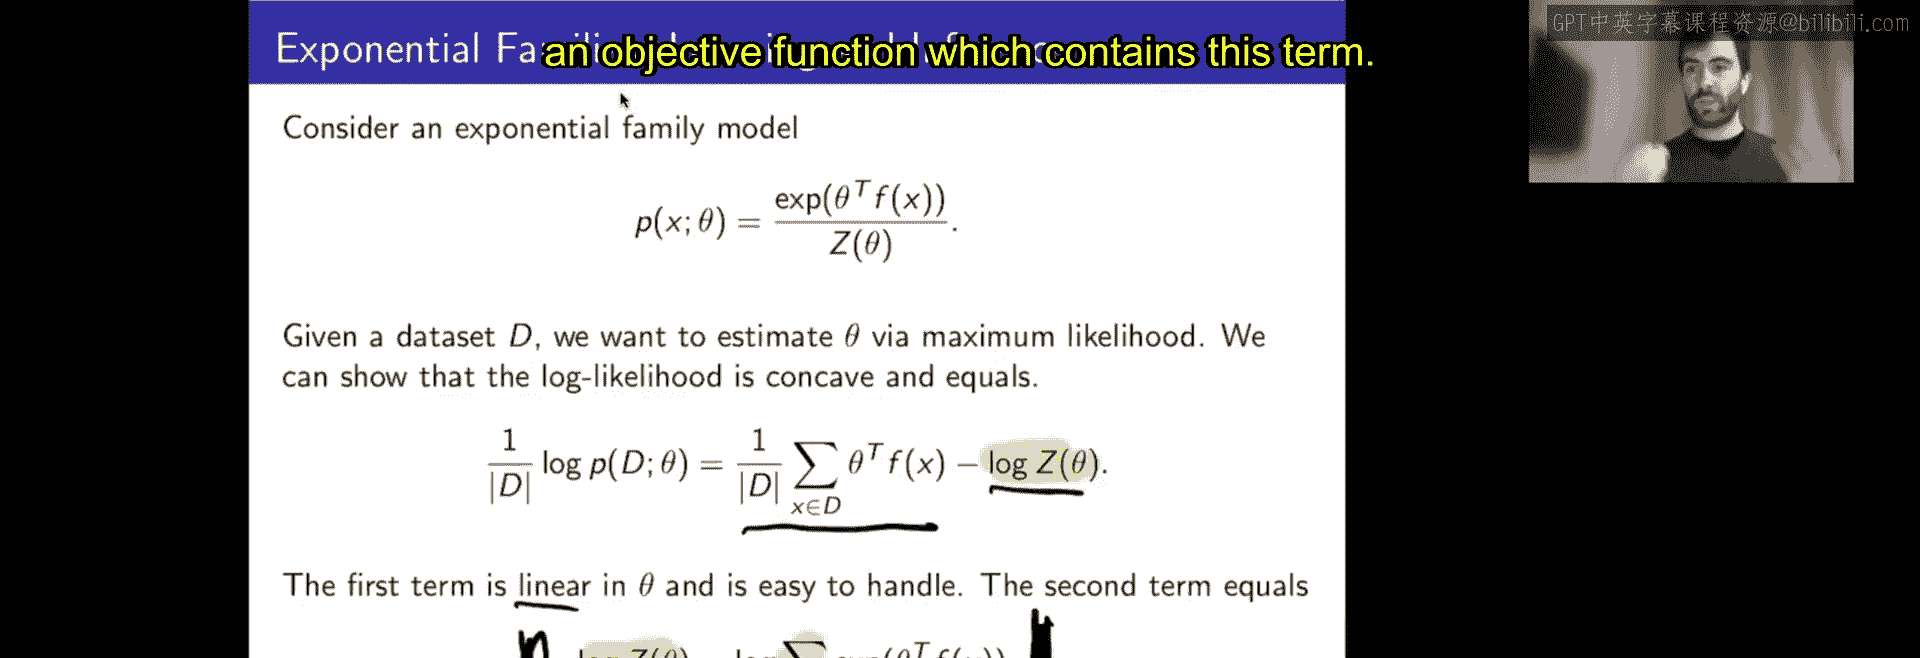 Exponential Fa
an objective function which contains this term.
GPT中英字幕课程资源@bilibili.com
Consider an exponential family model
p(x; θ) = exp(θᵀf(x)) / Z(θ).
Given a dataset D, we want to estimate θ via maximum likelihood. We
can show that the log-likelihood is concave and equals.
1/|D| log p(D; θ) = 1/|D| ∑_{x∈D} θᵀf(x) − log Z(θ).
The first term is linear in θ and is easy to handle. The second term equals